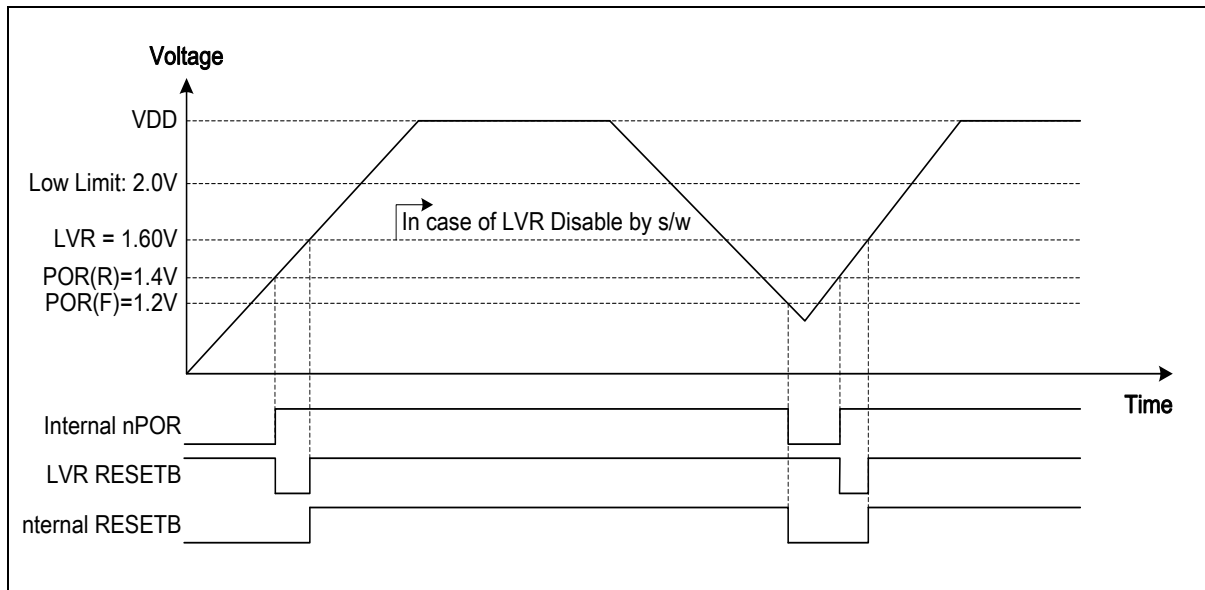 Voltage
VDD
Low Limit: 2.0V
In case of LVR Disable by s/w
LVR = 1.60V
POR(R)=1.4V
POR(F)=1.2V
Time
Internal nPOR
LVR RESETB
nternal RESETB